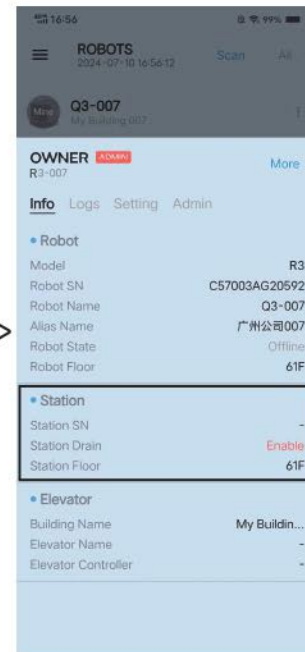 16:56 99%
ROBOTS Scan All
2024-07-10 16:56:12
Mine Q3-007
My Building 007
OWNER ADMIN More
R3-007
Info Logs Setting Admin
• Robot
Model R3
Robot SN C57003AG20592
Robot Name Q3-007
Alias Name 广州公司007
Robot State Offline
Robot Floor 61F
• Station
Station SN -
Station Drain Enable
Station Floor 61F
• Elevator
Building Name My Buildin...
Elevator Name -
Elevator Controller -